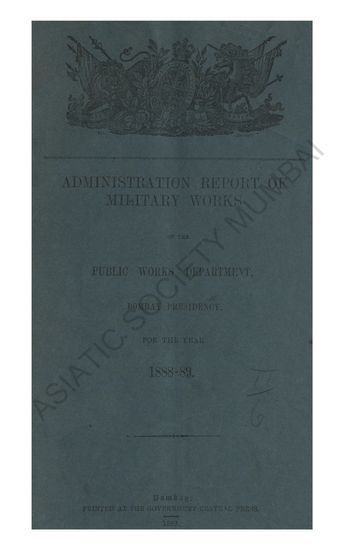 ADMINISTRATION REPORT OF
MILITARY WORKS
OF THE
PUBLIC WORKS DEPARTMENT,
BOMBAY PRESIDENCY,
FOR THE YEAR
1888-89.
Bombay:
PRINTED AT THE GOVERNMENT CENTRAL PRESS.
1889.
ASIATIC SOCIETY MUMBAI